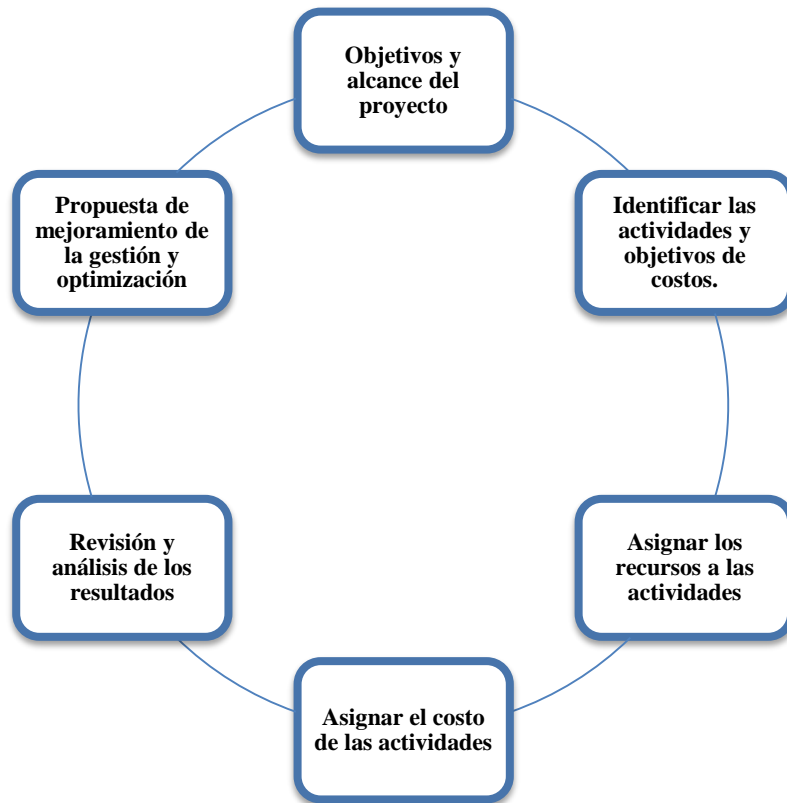 Objetivos y
alcance del
proyecto
Identificar las
actividades y
objetivos de
costos.
Asignar los
recursos a las
actividades
Asignar el costo
de las actividades
Revisión y
análisis de los
resultados
Propuesta de
mejoramiento de
la gestión y
optimización